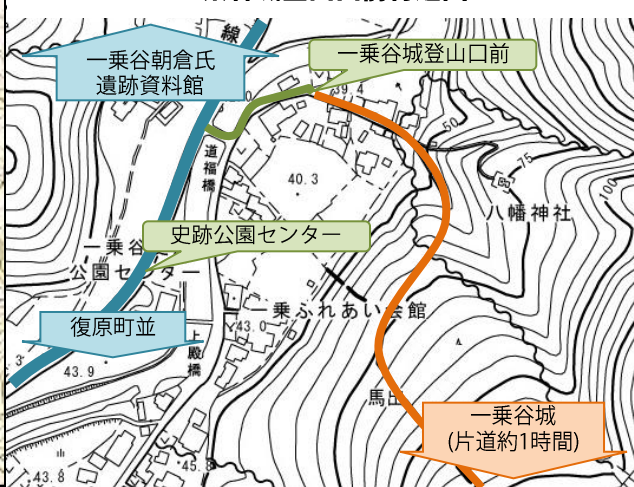 線
一乗谷朝倉氏
遺跡資料館
一乗谷城登山口前
39.4
50
75
100
道福橋
40.3
八幡神社
史跡公園センター
一乗谷
公園センター
一乗ふれあい会館
復原町並
43.0
上殿橋
43.9
馬出
一乗谷城
(片道約1時間)
45.8
43.8